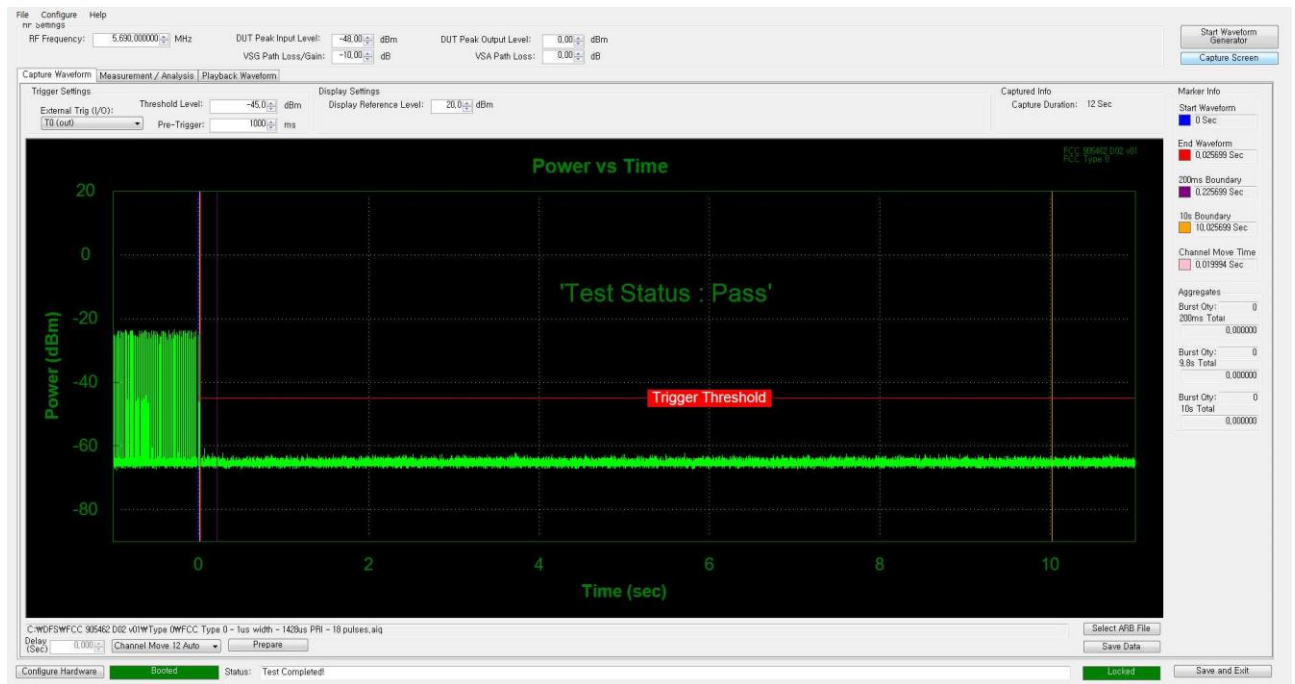 File Configure Help
RF Settings
RF Frequency: 5,690,000000 MHz
DUT Peak Input Level: -48,00 dBm
DUT Peak Output Level: 0,00 dBm
VSG Path Loss/Gain: -10,00 dB
VSA Path Loss: 0,00 dB
Start Waveform
Generator
Capture Screen
Capture Waveform Measurement / Analysis Playback Waveform
Trigger Settings
External Trig (I/O):
T0 (out)
Threshold Level: -45,0 dBm
Pre-Trigger: 1000 ms
Display Settings
Display Reference Level: 20,0 dBm
Captured Info
Capture Duration: 12 Sec
Marker Info
Start Waveform
0 Sec
End Waveform
0,025699 Sec
200ms Boundary
0,225699 Sec
10s Boundary
10,025699 Sec
Channel Move Time
0,019994 Sec
Aggregates
Burst Qty: 0
200ms Total
0,000000
Burst Qty: 0
9,8s Total
0,000000
Burst Qty: 0
10s Total
0,000000
FCC 905462 D02 v01
FCC Type 0
Power vs Time
'Test Status : Pass'
Trigger Threshold
Power (dBm)
20
0
-20
-40
-60
-80
0 2 4 6 8 10
Time (sec)
C:₩DFS₩FCC 905462 D02 v01₩Type 0₩FCC Type 0 - 1us width - 1428us PRI - 18 pulses,aiq
Select ARB File
Delay
(Sec) 0,000 Channel Move 12 Auto Prepare
Save Data
Configure Hardware Booted Status: Test Completed! Locked Save and Exit